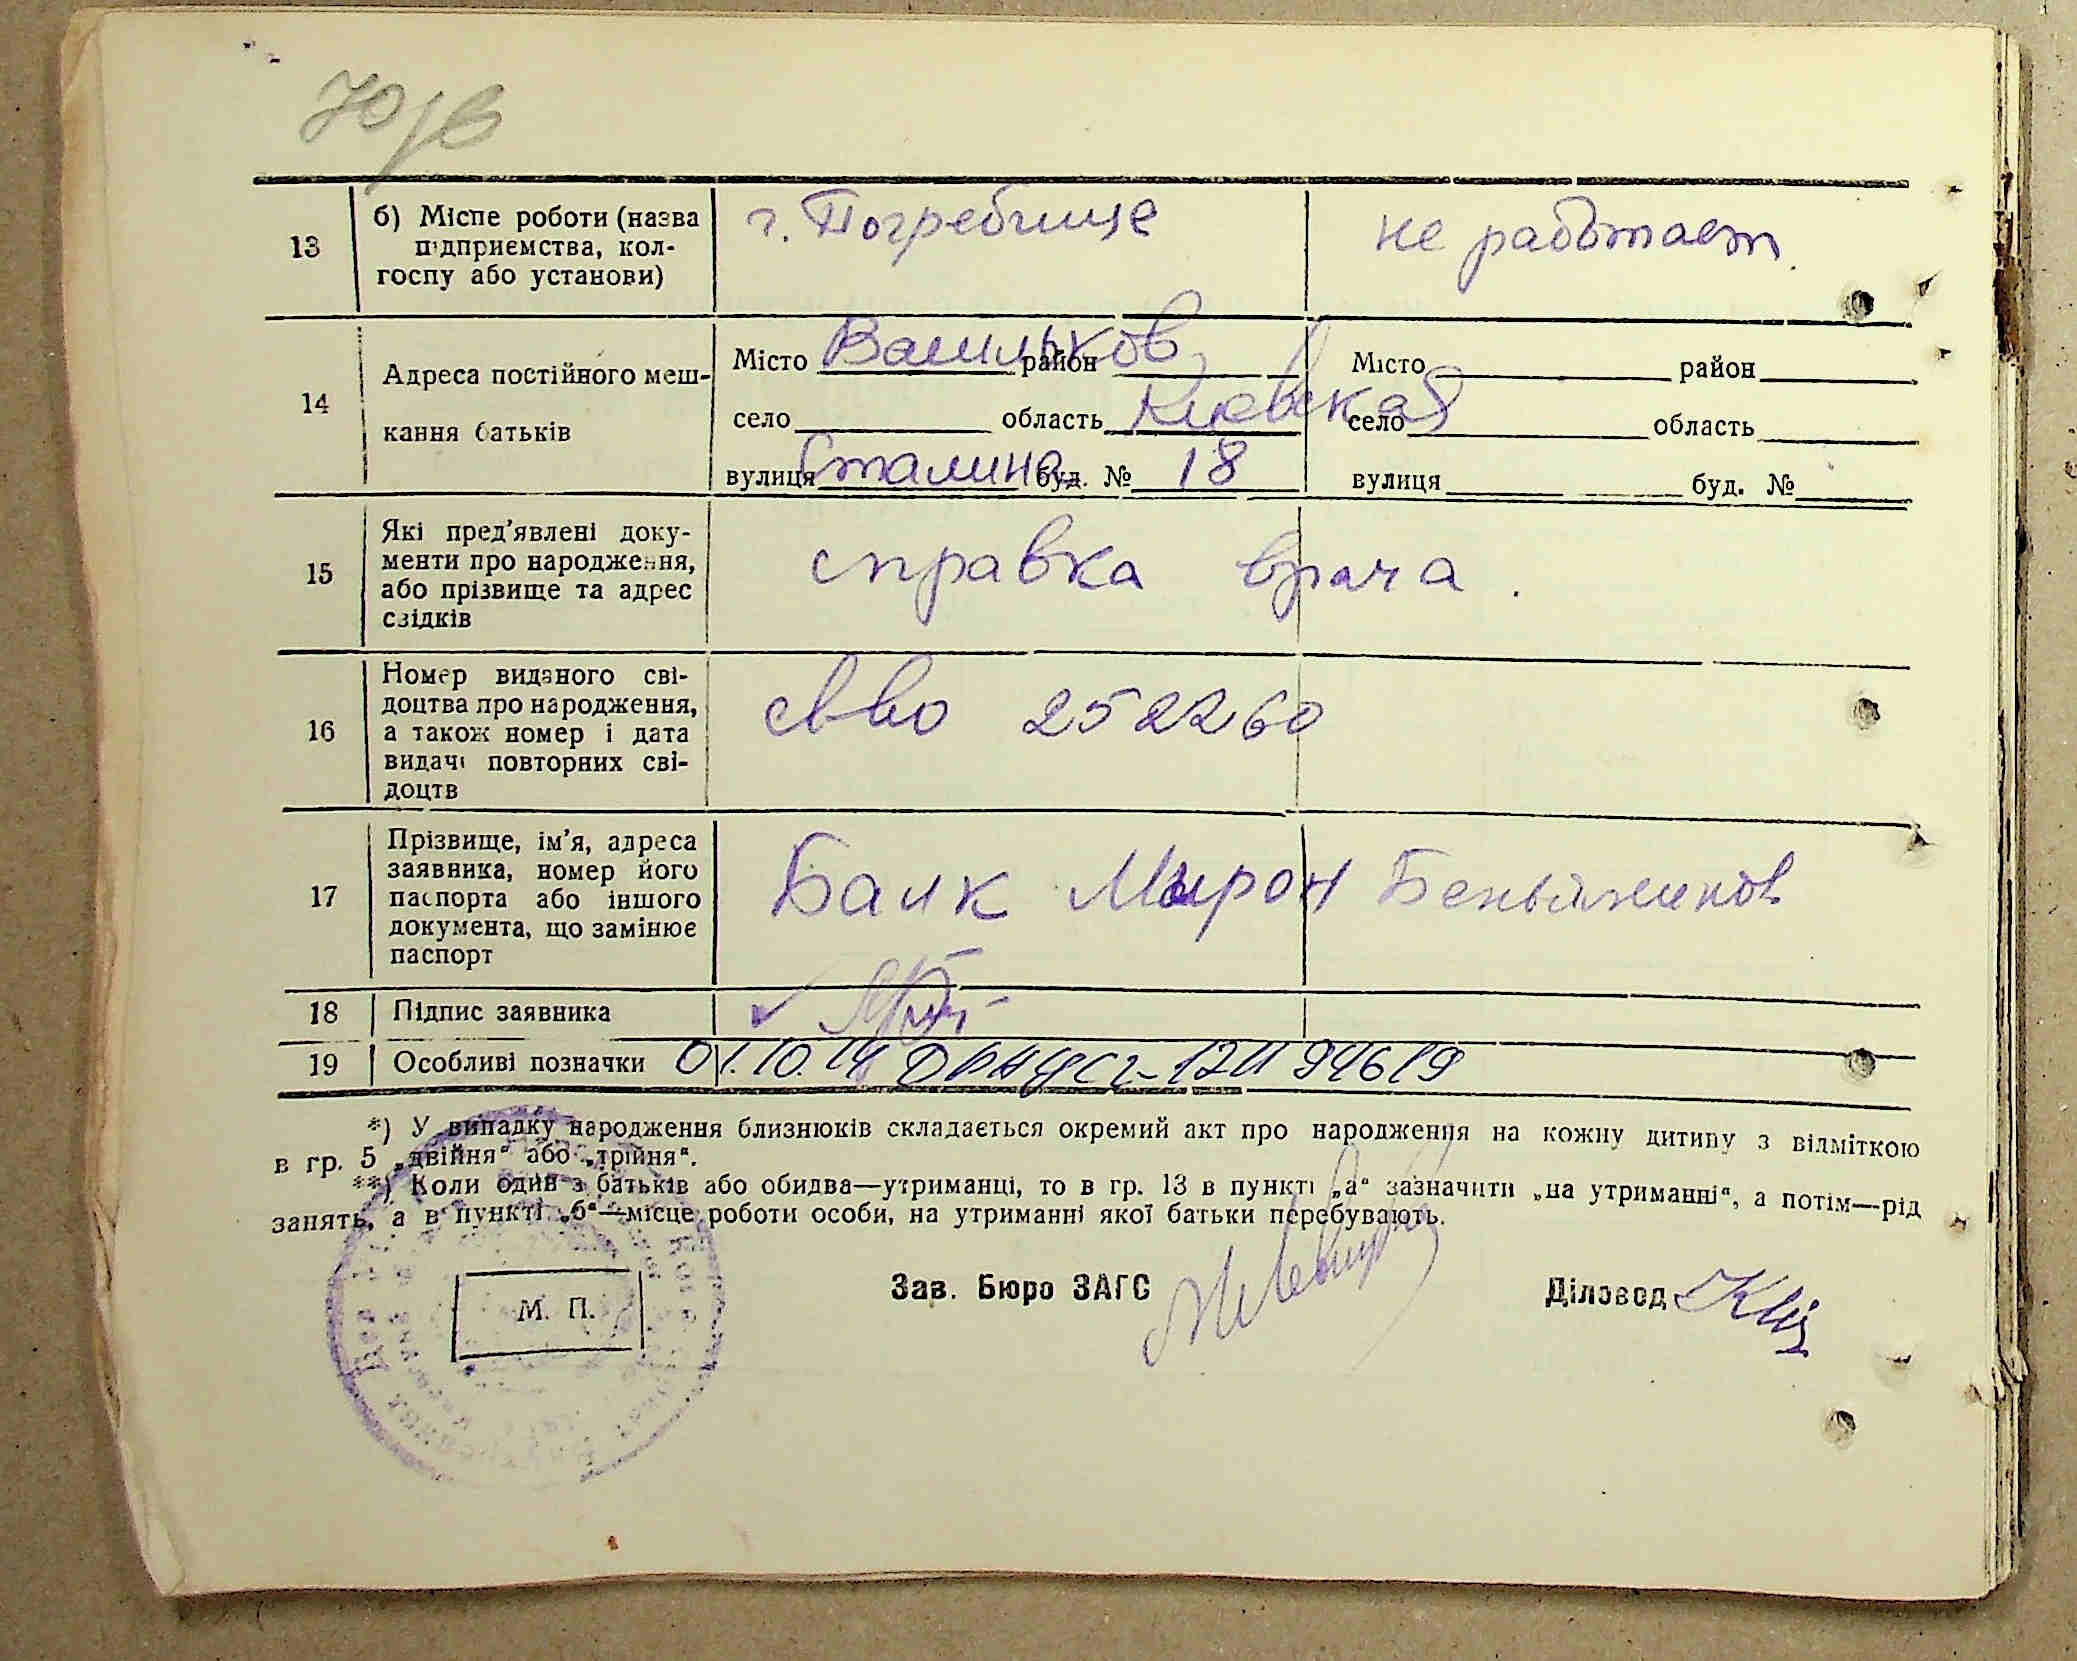 13 б) Місце роботи (назва підприємства, колгоспу або установи) г. Погребище не работает.
14 Адреса постійного мешкання батьків
Місто Васильков, район Місто район
село область Киевская село область
вулиця Сталина буд. № 18 вулиця буд. №
15 Які пред'явлені документи про народження, або прізвище та адрес свідків справка врача.
16 Номер виданого свідоцтва про народження, а також номер і дата видачі повторних свідоцтв 252260
17 Прізвище, ім'я, адреса заявника, номер його паспорта або іншого документа, що замінює паспорт Балк Мирон
18 Підпис заявника
19 Особливі позначки 01.10.14
*) У випадку народження близнюків складається окремий акт про народження на кожну дитину з відміткою
в гр. 5 „двійня" або „трійня".
**) Коли один з батьків або обидва—утриманці, то в гр. 13 в пункті „а" зазначити „на утриманні", а потім—рід
занять, а в пункті „б"—місце роботи особи, на утриманні якої батьки перебувають.
М. П. Зав. Бюро ЗАГС Діловод